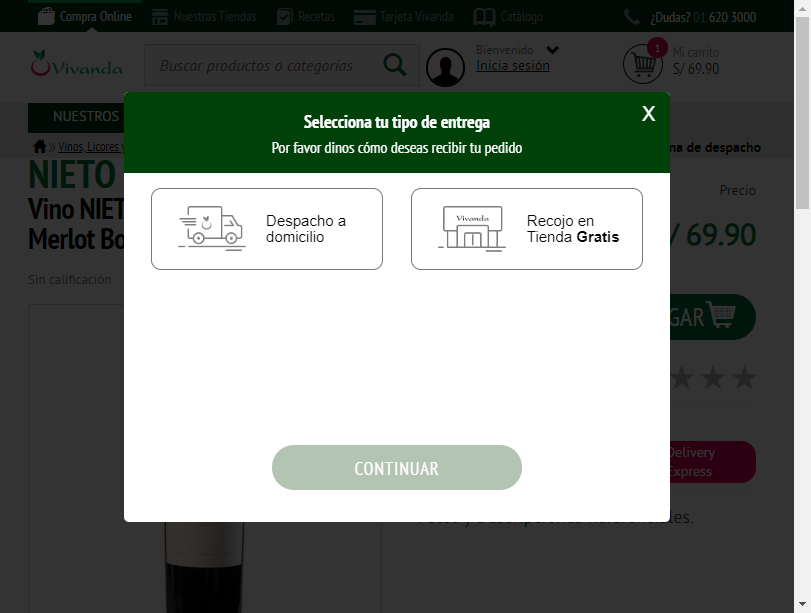 Compra Online
Nuestras Tiendas
Recetas
Tarjeta Vivanda
Catálogo
¿Dudas? 01 620 3000
Vivanda
Buscar productos o categorías
Bienvenido
Inicia sesión
1
Mi carrito
S/ 69.90
NUESTROS
» Vinos, Licores y
na de despacho
NIETO
Vino NIET
Merlot Bo
Sin calificación
Precio
/ 69.90
GAR
Delivery
Express
Selecciona tu tipo de entrega
Por favor dinos cómo deseas recibir tu pedido
X
Despacho a
domicilio
Vivanda
Recojo en
Tienda Gratis
CONTINUAR